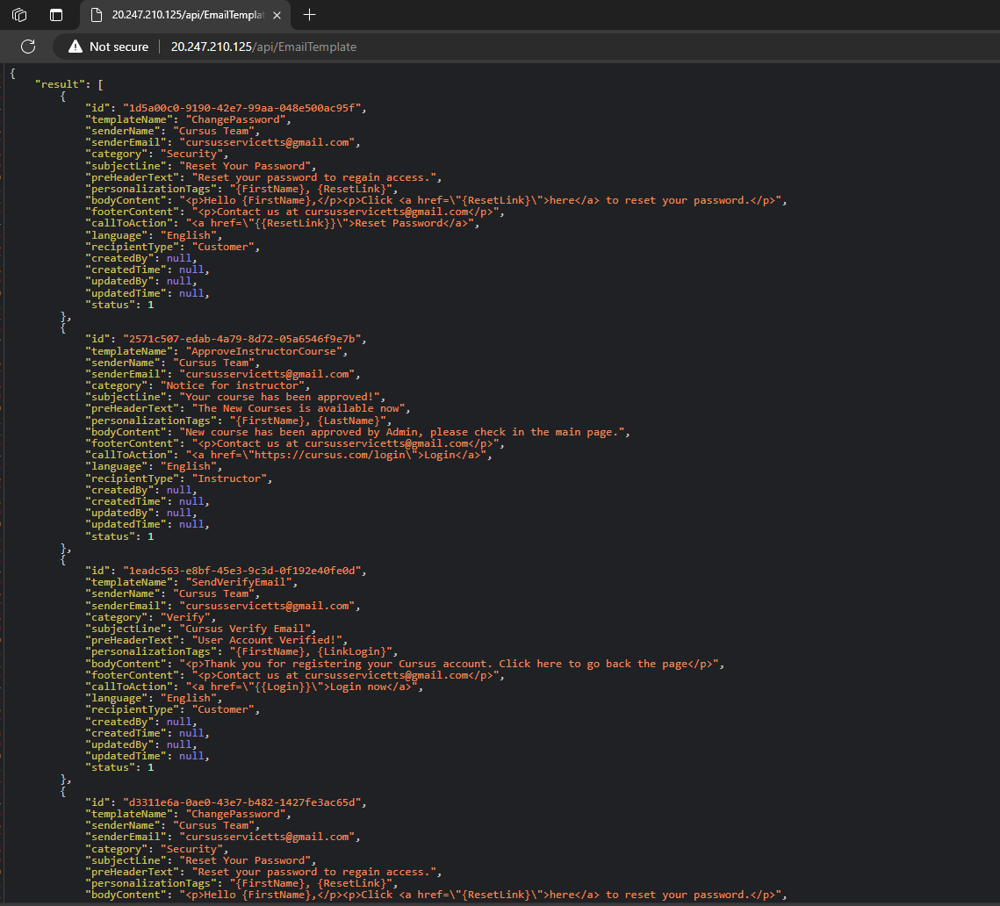 20.247.210.125/api/EmailTemplat
Not secure
20.247.210.125/api/EmailTemplate
{
"result": [
{
"id": "1d5a00c0-9190-42e7-99aa-048e500ac95f",
"templateName": "ChangePassword",
"senderName": "Cursus Team",
"senderEmail": "cursusservicetts@gmail.com",
"category": "Security",
"subjectLine": "Reset Your Password",
"preHeaderText": "Reset your password to regain access.",
"personalizationTags": "{FirstName}, {ResetLink}",
"bodyContent": "<p>Hello {FirstName},</p><p>Click <a href=\"{ResetLink}\">here</a> to reset your password.</p>",
"footerContent": "<p>Contact us at cursusservicetts@gmail.com</p>",
"callToAction": "<a href=\"{{ResetLink}}\">Reset Password</a>",
"language": "English",
"recipientType": "Customer",
"createdBy": null,
"createdTime": null,
"updatedBy": null,
"updatedTime": null,
"status": 1
},
{
"id": "2571c507-edab-4a79-8d72-05a6546f9e7b",
"templateName": "ApproveInstructorCourse",
"senderName": "Cursus Team",
"senderEmail": "cursusservicetts@gmail.com",
"category": "Notice for instructor",
"subjectLine": "Your course has been approved!",
"preHeaderText": "The New Courses is available now",
"personalizationTags": "{FirstName}, {LastName}",
"bodyContent": "New course has been approved by Admin, please check in the main page.",
"footerContent": "<p>Contact us at cursusservicetts@gmail.com</p>",
"callToAction": "<a href=\"https://cursus.com/login\">Login</a>",
"language": "English",
"recipientType": "Instructor",
"createdBy": null,
"createdTime": null,
"updatedBy": null,
"updatedTime": null,
"status": 1
},
{
"id": "1eadc563-e8bf-45e3-9c3d-0f192e40fe0d",
"templateName": "SendVerifyEmail",
"senderName": "Cursus Team",
"senderEmail": "cursusservicetts@gmail.com",
"category": "Verify",
"subjectLine": "Cursus Verify Email",
"preHeaderText": "User Account Verified!",
"personalizationTags": "{FirstName}, {LinkLogin}",
"bodyContent": "<p>Thank you for registering your Cursus account. Click here to go back the page</p>",
"footerContent": "<p>Contact us at cursusservicetts@gmail.com</p>",
"callToAction": "<a href=\"{{Login}}\">Login now</a>",
"language": "English",
"recipientType": "Customer",
"createdBy": null,
"createdTime": null,
"updatedBy": null,
"updatedTime": null,
"status": 1
},
{
"id": "d3311e6a-0ae0-43e7-b482-1427fe3ac65d",
"templateName": "ChangePassword",
"senderName": "Cursus Team",
"senderEmail": "cursusservicetts@gmail.com",
"category": "Security",
"subjectLine": "Reset Your Password",
"preHeaderText": "Reset your password to regain access.",
"personalizationTags": "{FirstName}, {ResetLink}",
"bodyContent": "<p>Hello {FirstName},</p><p>Click <a href=\"{ResetLink}\">here</a> to reset your password.</p>",